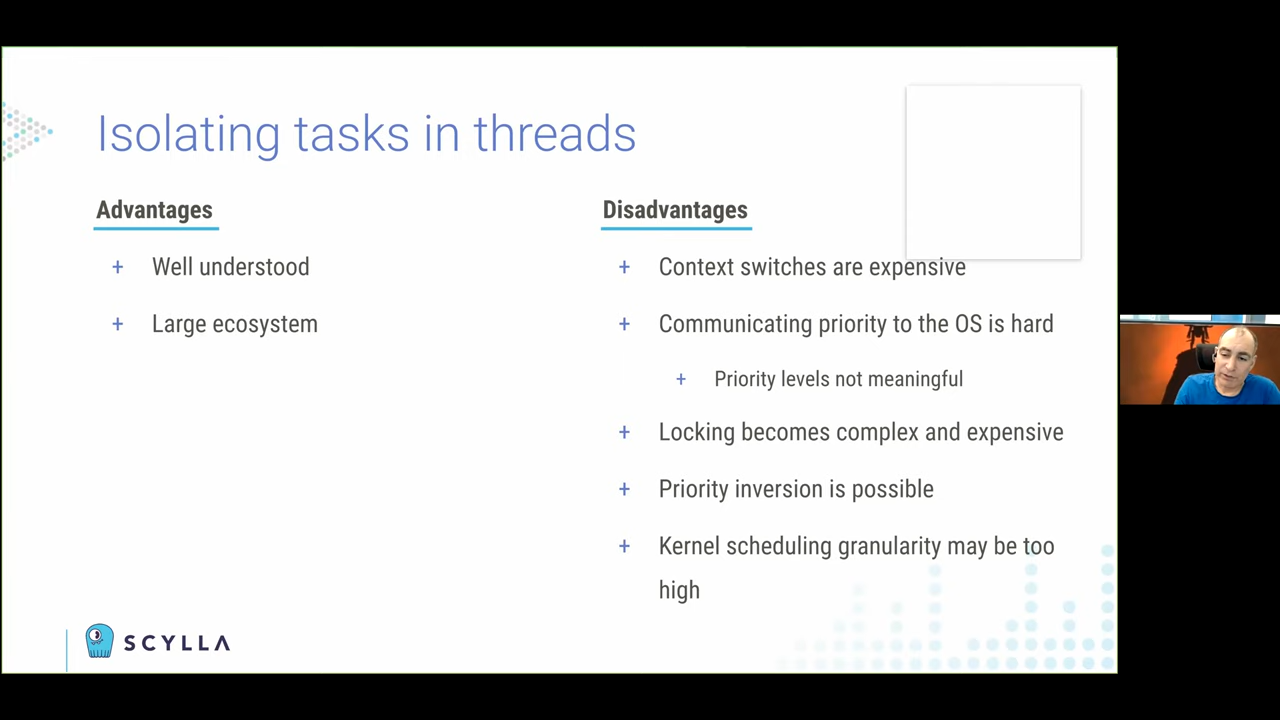 Isolating tasks in threads
Advantages
+ Well understood
+ Large ecosystem
Disadvantages
+ Context switches are expensive
+ Communicating priority to the OS is hard
+ Priority levels not meaningful
+ Locking becomes complex and expensive
+ Priority inversion is possible
+ Kernel scheduling granularity may be too
high
SCYLLA